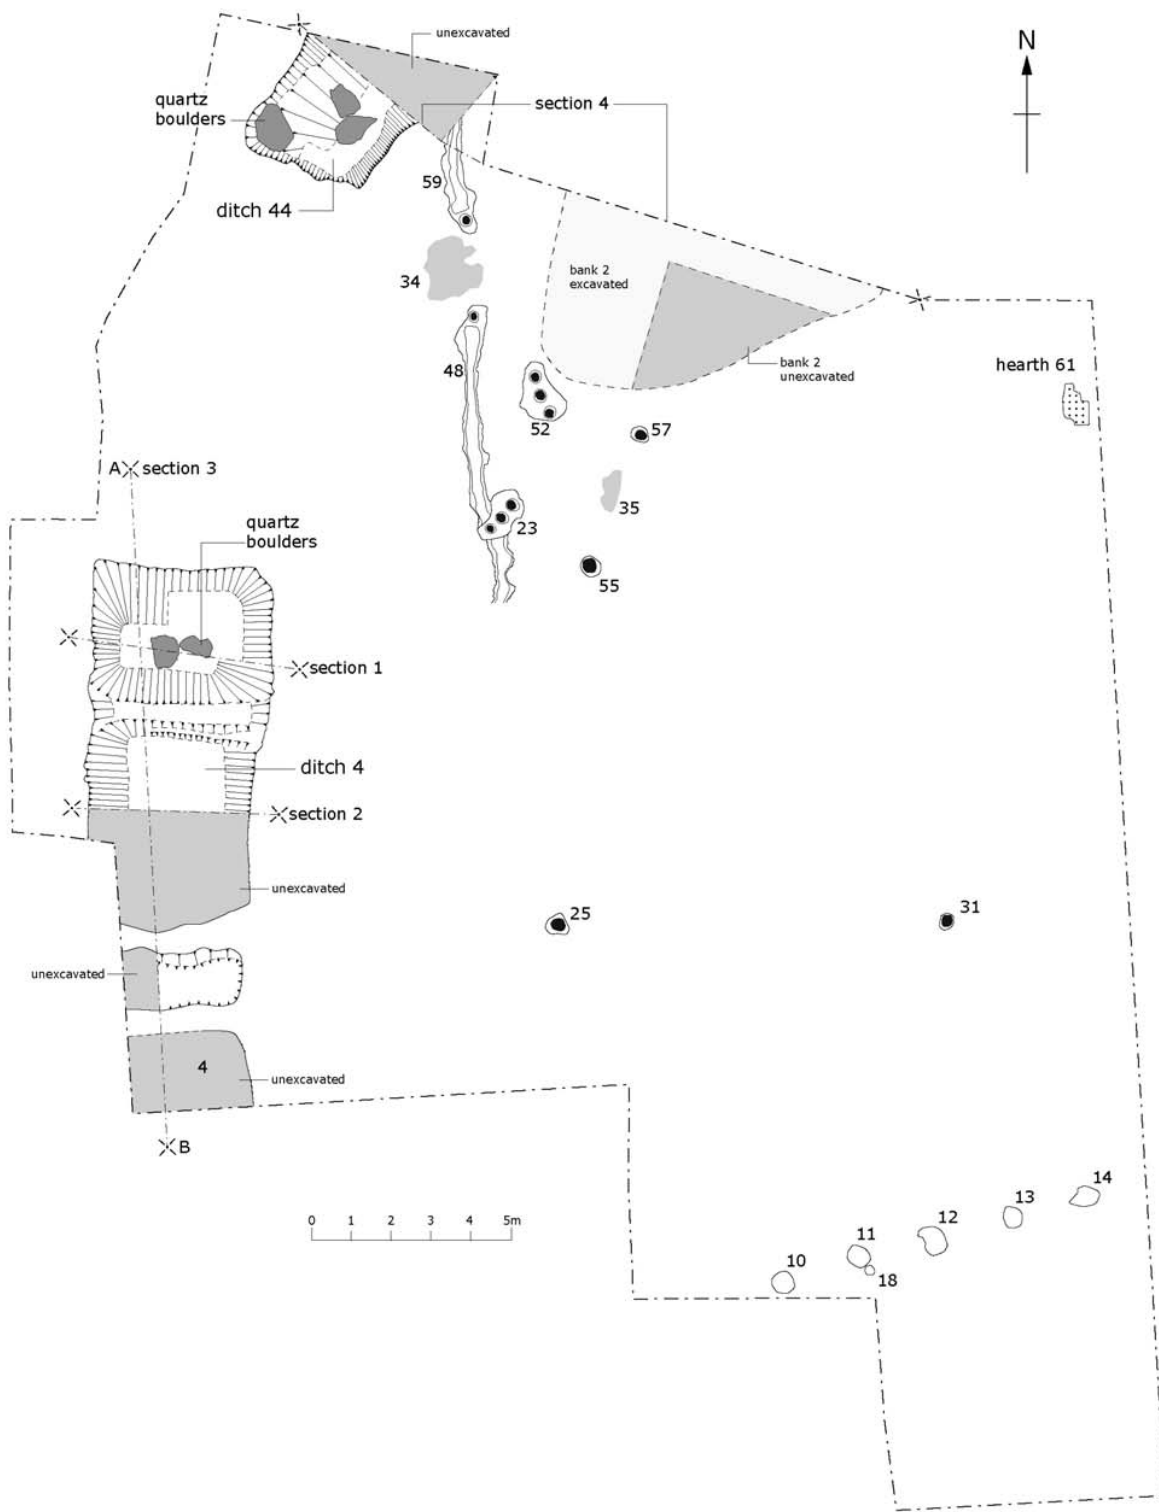 unexcavated
N
quartz
boulders
section 4
59
ditch 44
34
bank 2
excavated
48
bank 2
unexcavated
hearth 61
52
57
A
section 3
35
quartz
boulders
23
55
section 1
ditch 4
section 2
unexcavated
25
31
unexcavated
4
unexcavated
B
14
13
12
11
10
18
0 1 2 3 4 5m